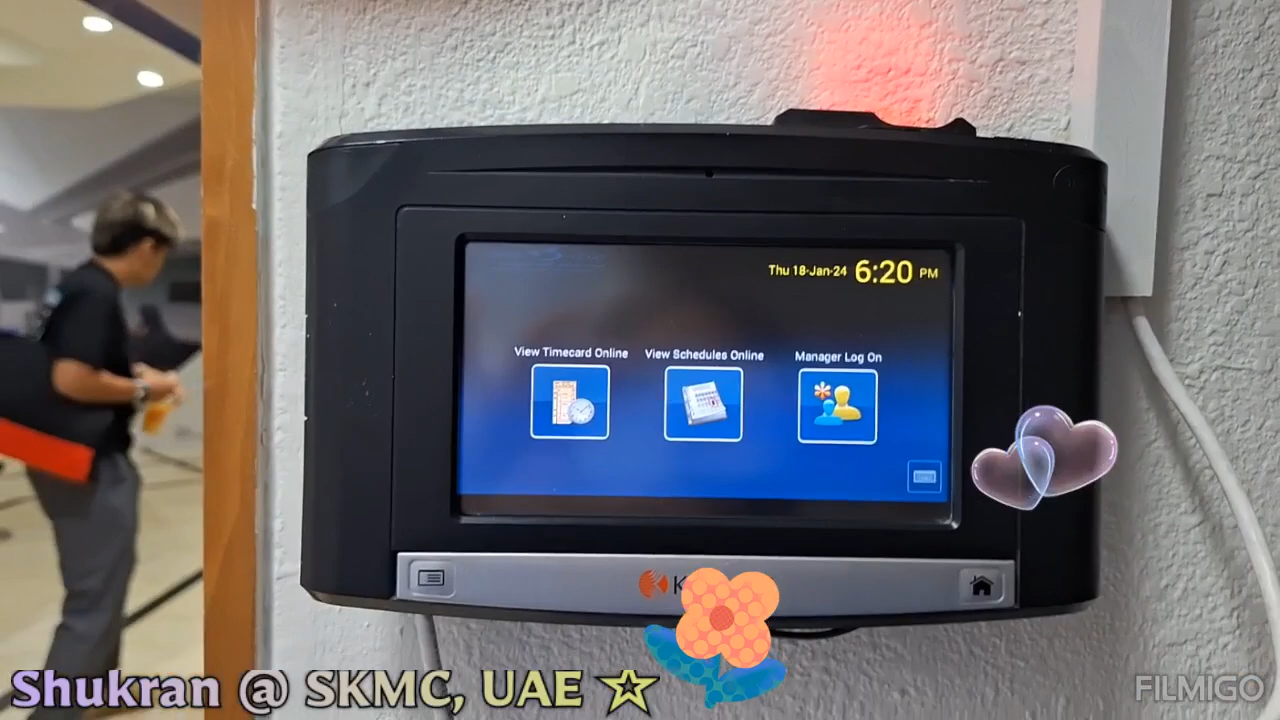 Thu 18-Jan-24 6:20 PM
View Timecard Online View Schedules Online Manager Log On
Shukran @ SKMC, UAE
FILMIGO